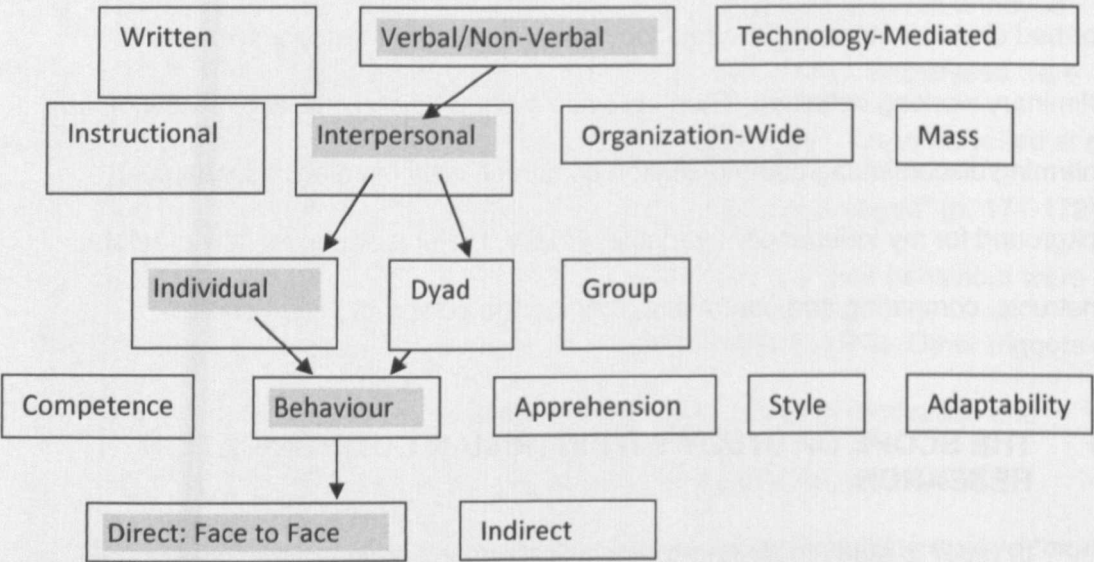 Written
Verbal/Non-Verbal
Technology-Mediated
Instructional
Interpersonal
Organization-Wide
Mass
Individual
Dyad
Group
Competence
Behaviour
Apprehension
Style
Adaptability
Direct: Face to Face
Indirect